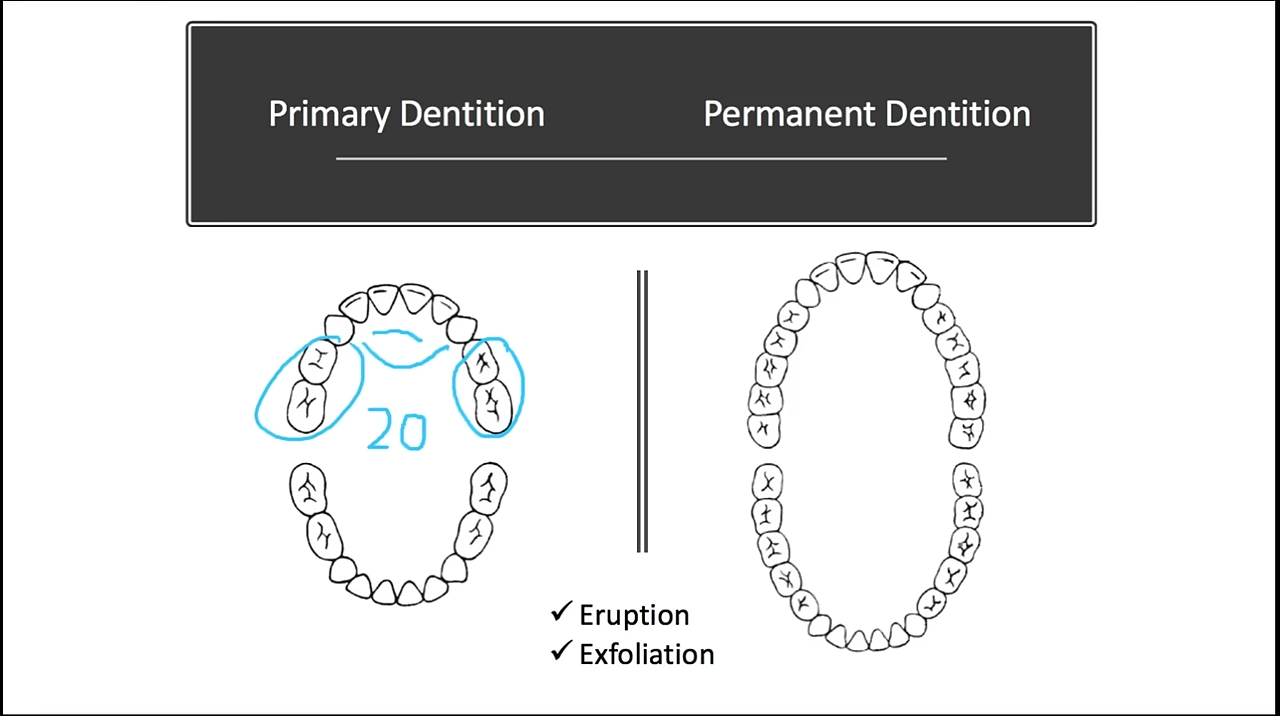 Primary Dentition
Permanent Dentition
20
✓ Eruption
✓ Exfoliation